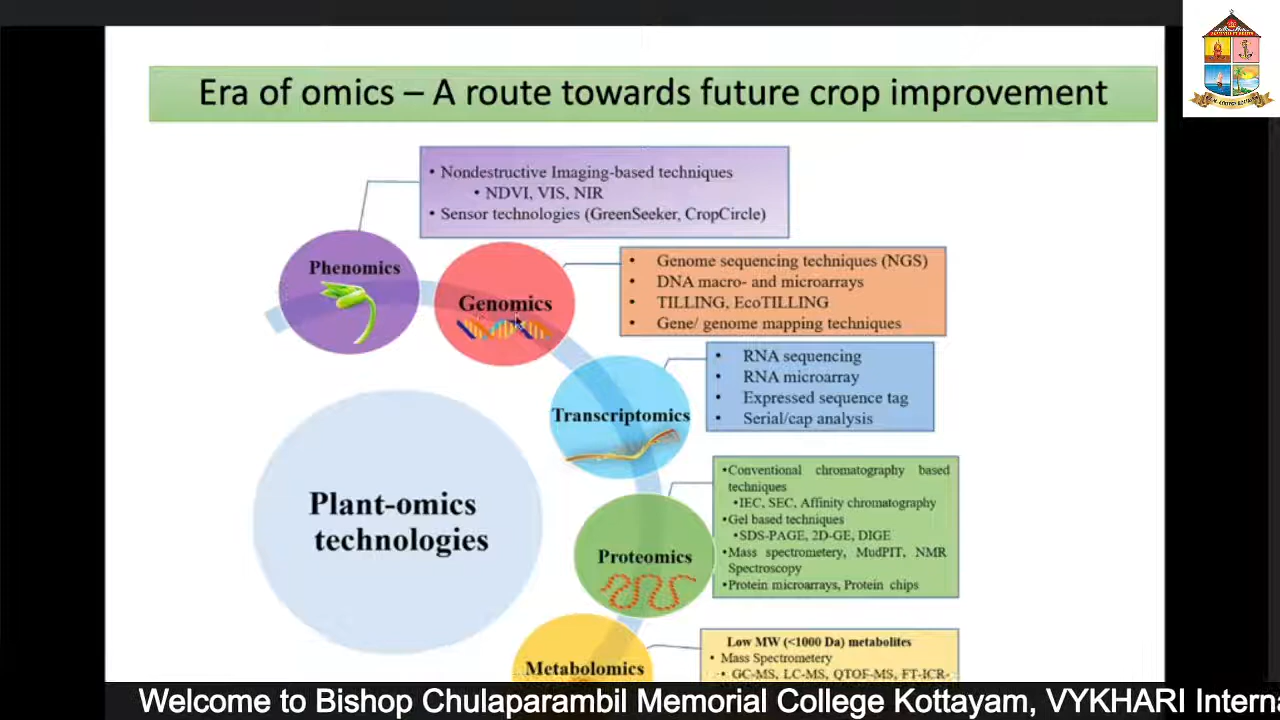 Era of omics – A route towards future crop improvement
• Nondestructive Imaging-based techniques
• NDVI, VIS, NIR
• Sensor technologies (GreenSeeker, CropCircle)
Phenomics
Genomics
• Genome sequencing techniques (NGS)
• DNA macro- and microarrays
• TILLING, EcoTILLING
• Gene/ genome mapping techniques
Transcriptomics
• RNA sequencing
• RNA microarray
• Expressed sequence tag
• Serial/cap analysis
Plant-omics
technologies
Proteomics
•Conventional chromatography based
techniques
•IEC, SEC, Affinity chromatography
•Gel based techniques
•SDS-PAGE, 2D-GE, DIGE
•Mass spectrometery, MudPIT, NMR
Spectroscopy
•Protein microarrays, Protein chips
Metabolomics
Low MW (<1000 Da) metabolites
• Mass Spectrometery
• GC-MS, LC-MS, QTOF-MS, FT-ICR-
Welcome to Bishop Chulaparambil Memorial College Kottayam, VYKHARI Interna